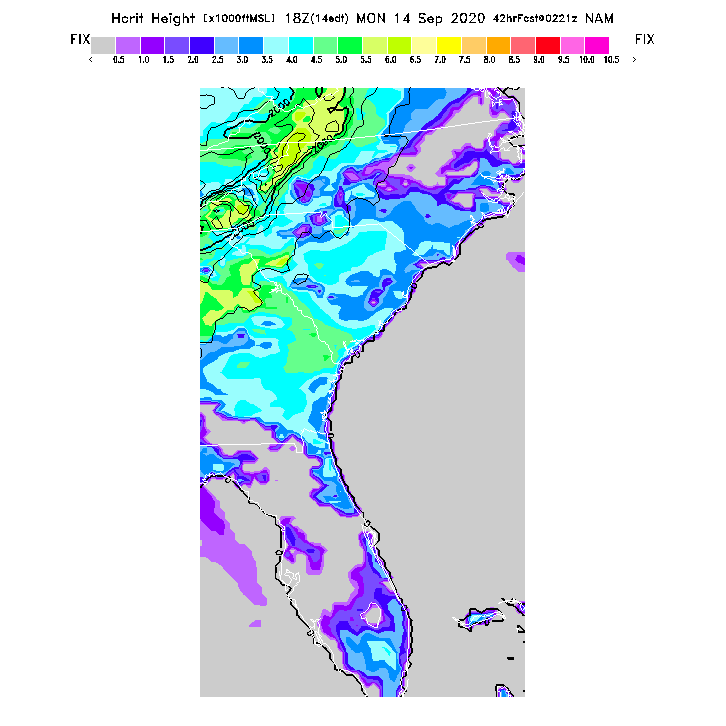 Hcrit Height [x1000ftMSL] 18Z(14edt) MON 14 Sep 2020 42hrFcst@0221z NAM
FIX FIX
< 0.5 1.0 1.5 2.0 2.5 3.0 3.5 4.0 4.5 5.0 5.5 6.0 6.5 7.0 7.5 8.0 8.5 9.0 9.5 10.0 10.5 >
2000
2000